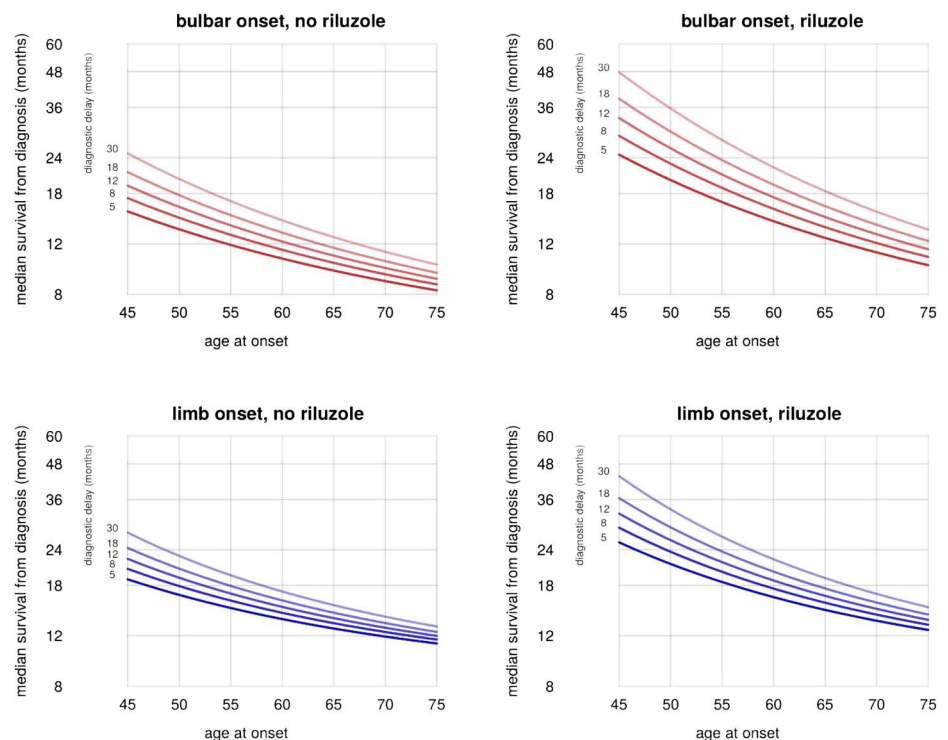 bulbar onset, no riluzole
median survival from diagnosis (months)
diagnostic delay (months)
60
48
36
24
18
12
8
30
18
12
8
5
45 50 55 60 65 70 75
age at onset
bulbar onset, riluzole
median survival from diagnosis (months)
diagnostic delay (months)
60
48
36
24
18
12
8
30
18
12
8
5
45 50 55 60 65 70 75
age at onset
limb onset, no riluzole
median survival from diagnosis (months)
diagnostic delay (months)
60
48
36
24
18
12
8
30
18
12
8
5
45 50 55 60 65 70 75
age at onset
limb onset, riluzole
median survival from diagnosis (months)
diagnostic delay (months)
60
48
36
24
18
12
8
30
18
12
8
5
45 50 55 60 65 70 75
age at onset